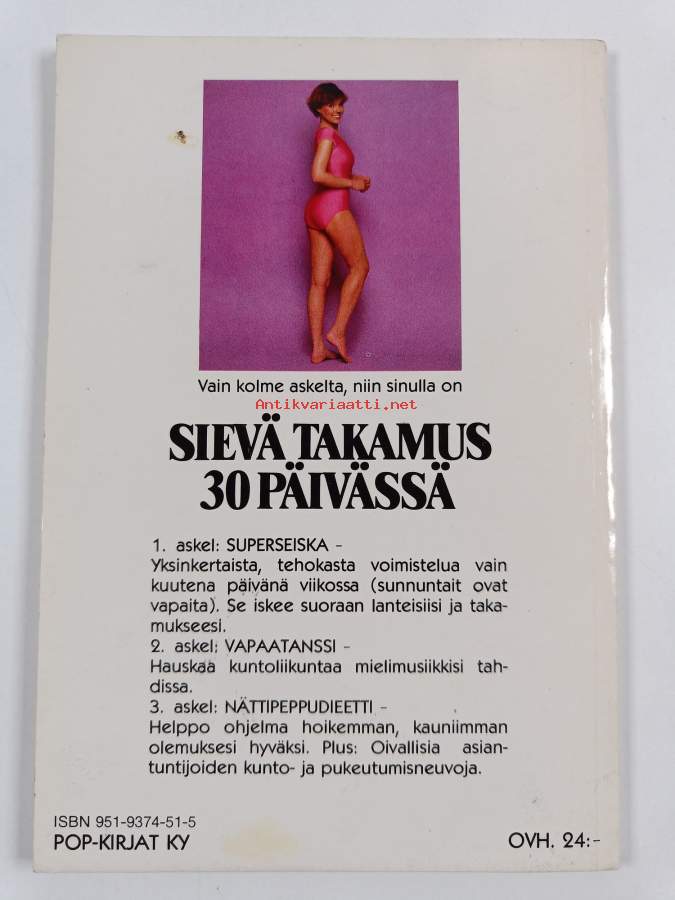 Vain kolme askelta, niin sinulla on
Antikvariaatti.net
SIEVÄ TAKAMUS
30 PÄIVÄSSÄ
1. askel: SUPERSEISKA -
Yksinkertaista, tehokasta voimistelua vain
kuutena päivänä viikossa (sunnuntait ovat
vapaita). Se iskee suoraan lanteisiisi ja taka-
mukseesi.
2. askel: VAPAATANSSI -
Hauskaa kuntoliikuntaa mielimusiikkisi tah-
dissa.
3. askel: NÄTTIPEPPUDIEETTI -
Helppo ohjelma hoikemman, kauniimman
olemuksesi hyväksi. Plus: Oivallisia asian-
tuntijoiden kunto- ja pukeutumisneuvoja.
ISBN 951-9374-51-5
POP-KIRJAT KY
OVH. 24:-